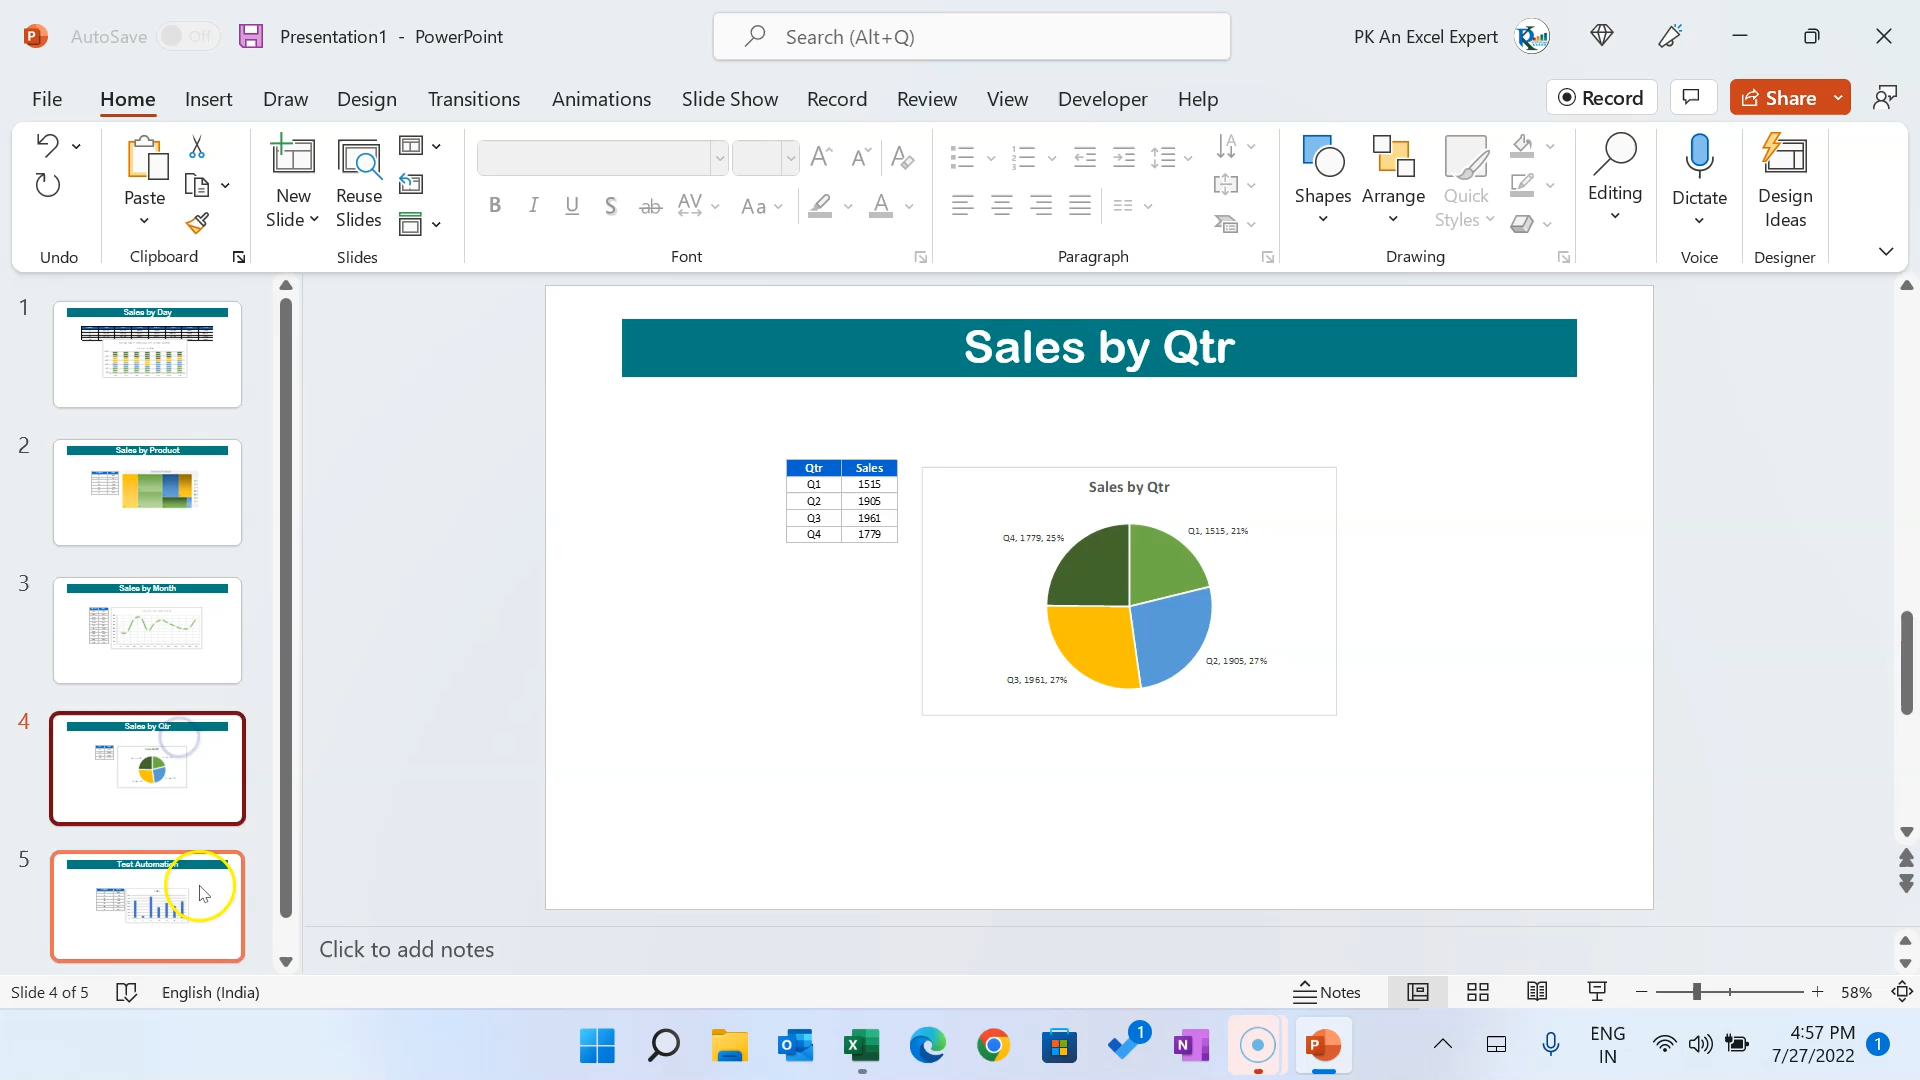 AutoSave Off Presentation1 - PowerPoint Search (Alt+Q) PK An Excel Expert
File Home Insert Draw Design Transitions Animations Slide Show Record Review View Developer Help Record Share
Undo
Paste
Clipboard
New Slide
Reuse Slides
Slides
Font
Paragraph
Shapes Arrange Quick Styles
Drawing
Editing
Dictate
Voice
Design Ideas
Designer
1
Sales by Day
2
Sales by Product
3
Sales by Month
4
Sales by Qtr
5
Test Automation
Sales by Qtr
Qtr Sales
Q1 1515
Q2 1905
Q3 1961
Q4 1779
Sales by Qtr
Q1, 1515, 21%
Q4, 1779, 25%
Q2, 1905, 27%
Q3, 1961, 27%
Click to add notes
Slide 4 of 5 English (India) Notes 58%
1
ENG
IN
4:57 PM
7/27/2022
1